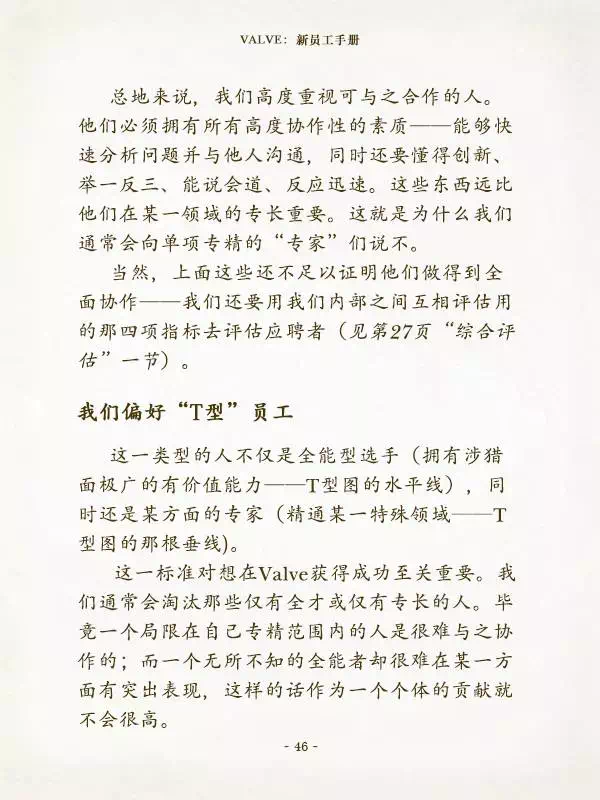 VALVE：新员工手册
总地来说，我们高度重视可与之合作的人。
他们必须拥有所有高度协作性的素质——能够快
速分析问题并与他人沟通，同时还要懂得创新、
举一反三、能说会道、反应迅速。这些东西远比
他们在某一领域的专长重要。这就是为什么我们
通常会向单项专精的“专家”们说不。
当然，上面这些还不足以证明他们做得到全
面协作——我们还要用我们内部之间互相评估用
的那四项指标去评估应聘者（见第27页“综合评
估”一节）。
我们偏好“T型”员工
这一类型的人不仅是全能型选手（拥有涉猎
面极广的有价值能力——T型图的水平线），同
时还是某方面的专家（精通某一特殊领域——T
型图的那根垂线)。
这一标准对想在Valve获得成功至关重要。我
们通常会淘汰那些仅有全才或仅有专长的人。毕
竟一个局限在自己专精范围内的人是很难与之协
作的；而一个无所不知的全能者却很难在某一方
面有突出表现，这样的话作为一个个体的贡献就
不会很高。
- 46 -